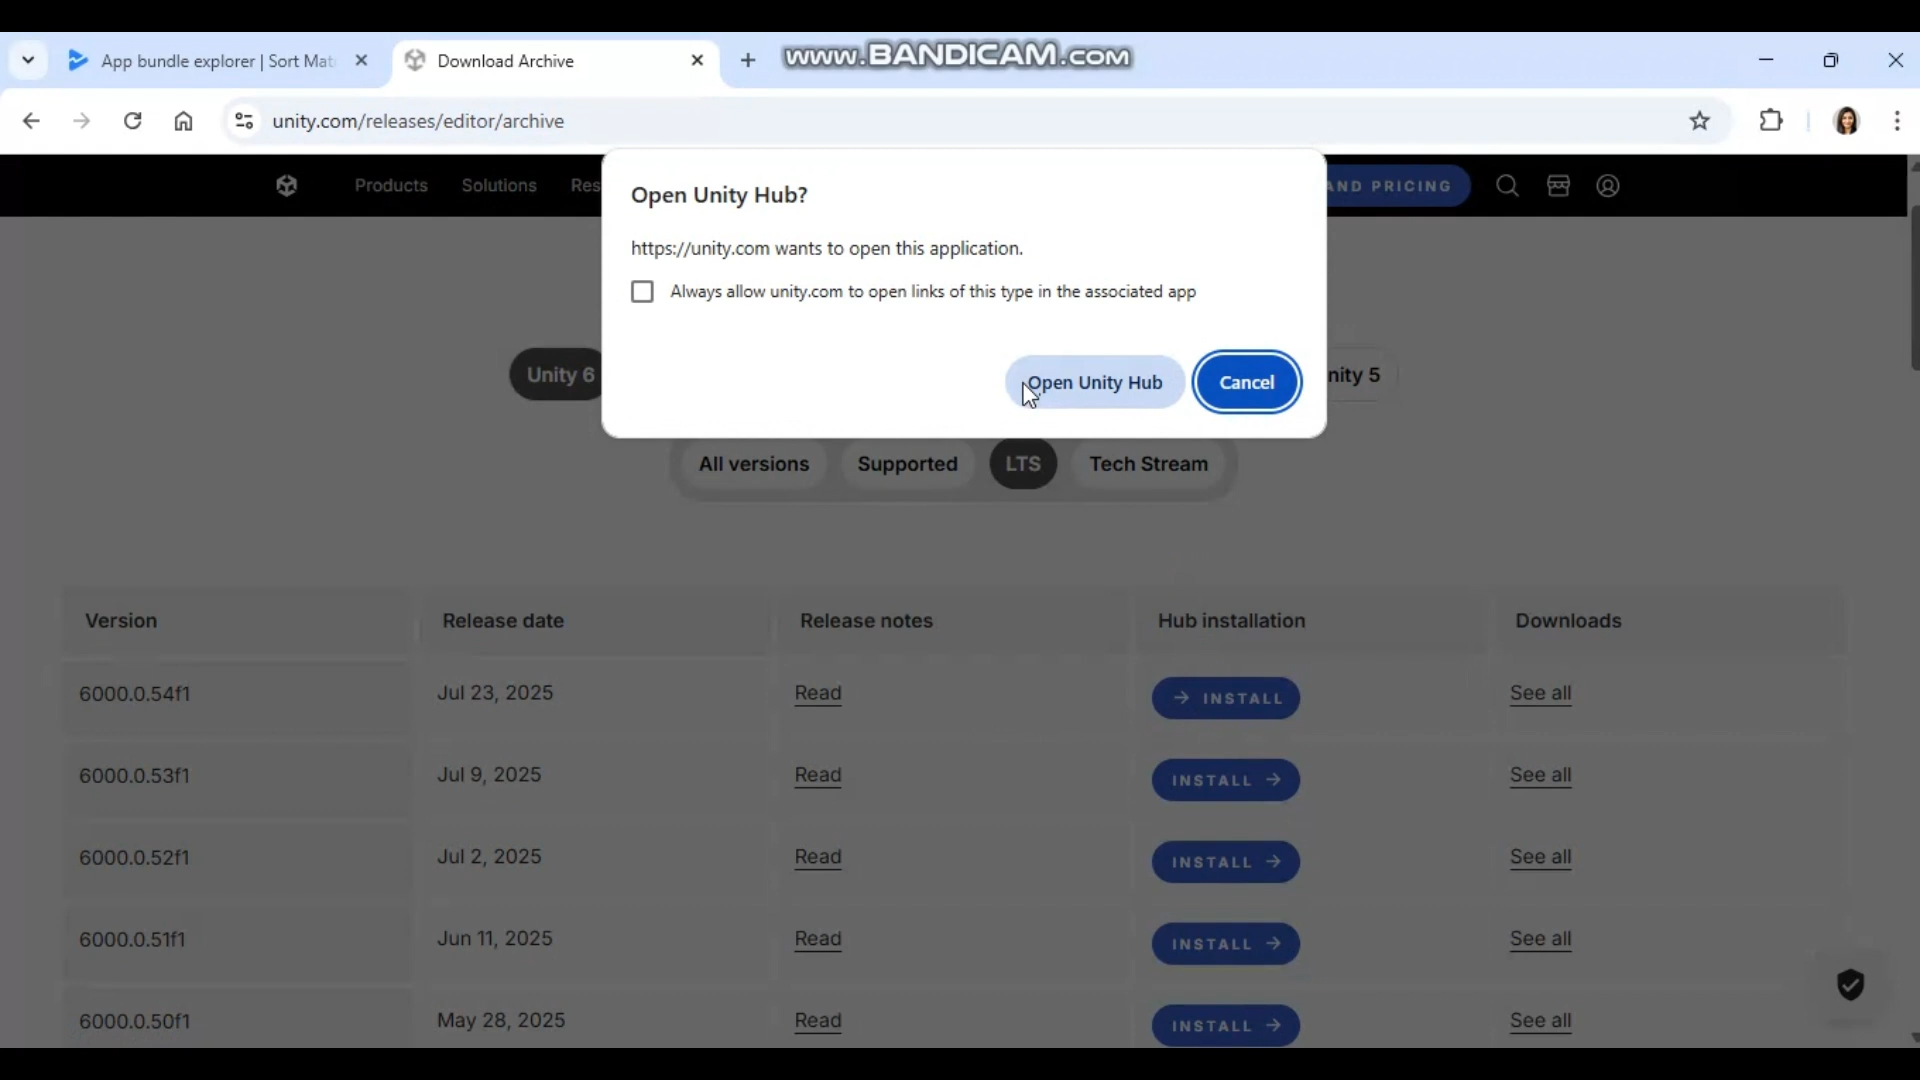 App bundle explorer | Sort Mat
Download Archive
www.BANDICAM.com
unity.com/releases/editor/archive
Products
Solutions
Res
AND PRICING
Open Unity Hub?
https://unity.com wants to open this application.
Always allow unity.com to open links of this type in the associated app
Open Unity Hub
Cancel
Unity 6
nity 5
All versions
Supported
LTS
Tech Stream
Version
Release date
Release notes
Hub installation
Downloads
6000.0.54f1
Jul 23, 2025
Read
INSTALL
See all
6000.0.53f1
Jul 9, 2025
Read
INSTALL
See all
6000.0.52f1
Jul 2, 2025
Read
INSTALL
See all
6000.0.51f1
Jun 11, 2025
Read
INSTALL
See all
6000.0.50f1
May 28, 2025
Read
INSTALL
See all